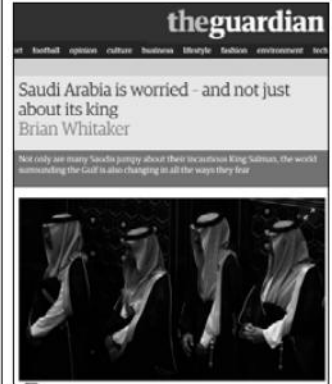 theguardian
art football opinion culture business lifestyle fashion environment tech
Saudi Arabia is worried – and not just
about its king
Brian Whitaker
Not only are many Saudis jumpy about their incautious King Salman, the world
surrounding the Gulf is also changing in all the ways they fear